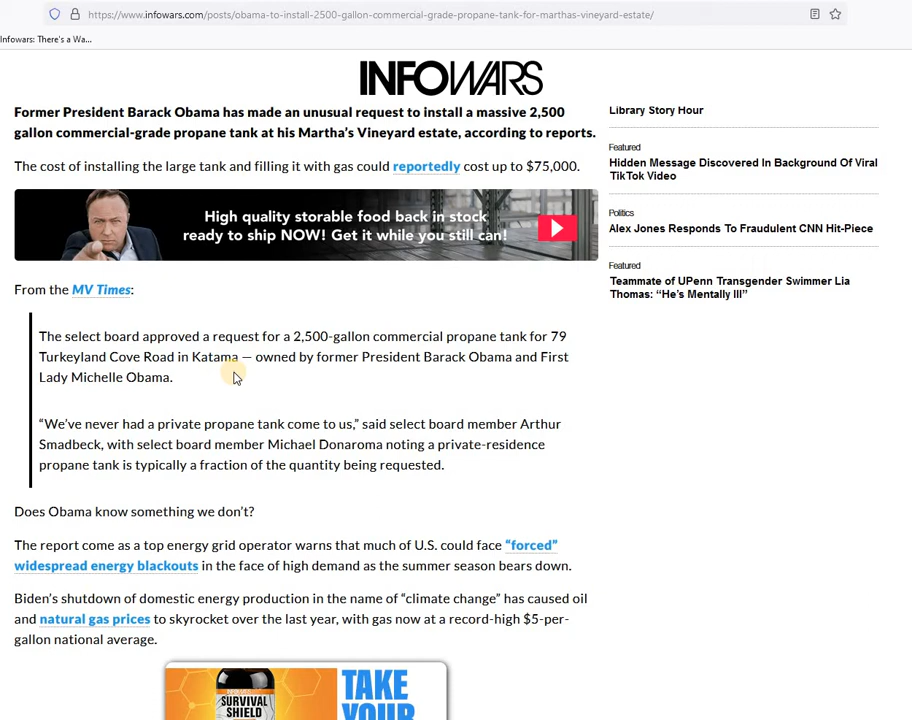 https://www.infowars.com/posts/obama-to-install-2500-gallon-commercial-grade-propane-tank-for-marthas-vineyard-estate/
Infowars: There's a Wa...
INFOWARS
Former President Barack Obama has made an unusual request to install a massive 2,500
gallon commercial-grade propane tank at his Martha’s Vineyard estate, according to reports.
The cost of installing the large tank and filling it with gas could reportedly cost up to $75,000.
High quality storable food back in stock
ready to ship NOW! Get it while you still can!
From the MV Times:
The select board approved a request for a 2,500-gallon commercial propane tank for 79
Turkeyland Cove Road in Katama — owned by former President Barack Obama and First
Lady Michelle Obama.
“We’ve never had a private propane tank come to us,” said select board member Arthur
Smadbeck, with select board member Michael Donaroma noting a private-residence
propane tank is typically a fraction of the quantity being requested.
Does Obama know something we don’t?
The report come as a top energy grid operator warns that much of U.S. could face “forced”
widespread energy blackouts in the face of high demand as the summer season bears down.
Biden’s shutdown of domestic energy production in the name of “climate change” has caused oil
and natural gas prices to skyrocket over the last year, with gas now at a record-high $5-per-
gallon national average.
SURVIVAL
SHIELD
TAKE
YOUR
Library Story Hour
Featured
Hidden Message Discovered In Background Of Viral
TikTok Video
Politics
Alex Jones Responds To Fraudulent CNN Hit-Piece
Featured
Teammate of UPenn Transgender Swimmer Lia
Thomas: “He’s Mentally Ill”